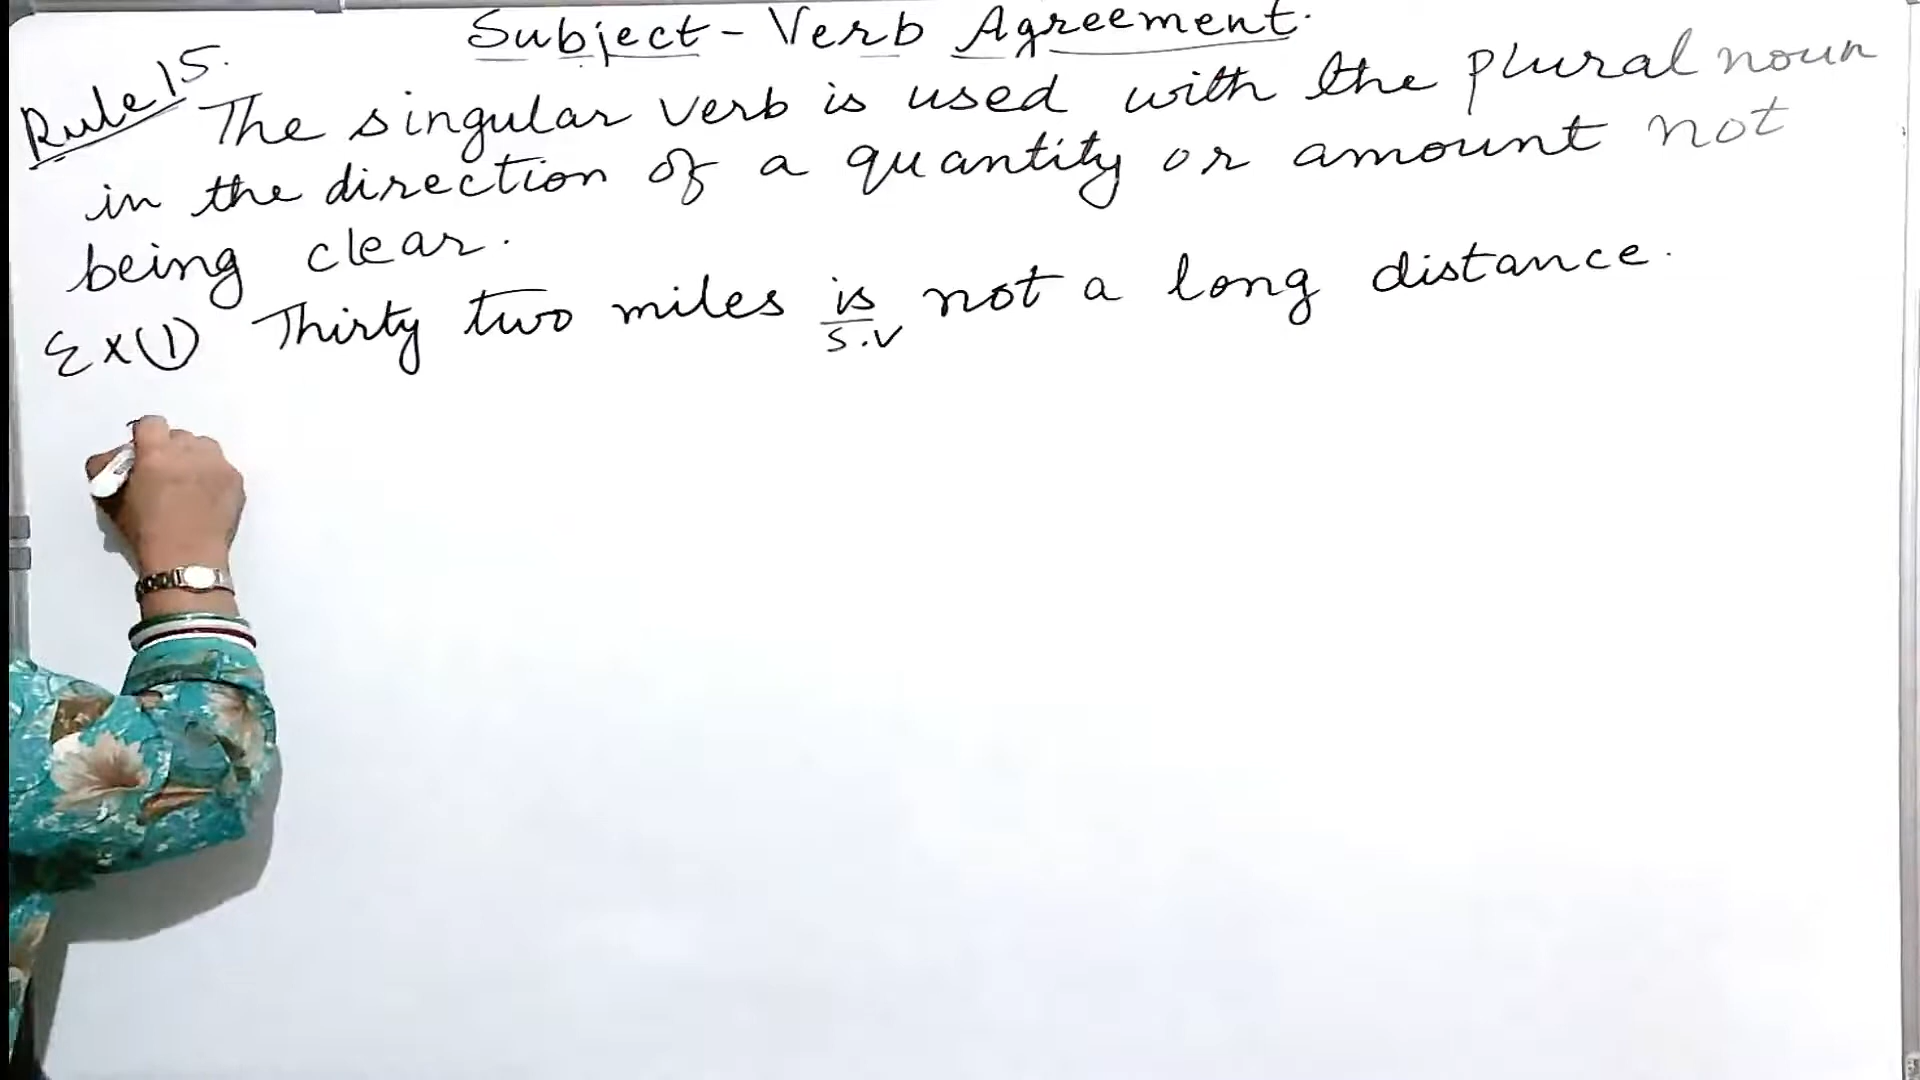 Subject-Verb Agreement.
Rule 15. The singular verb is used with the plural noun
in the direction of a quantity or amount not
being clear.
Ex(1) Thirty two miles is not a long distance.
S.V